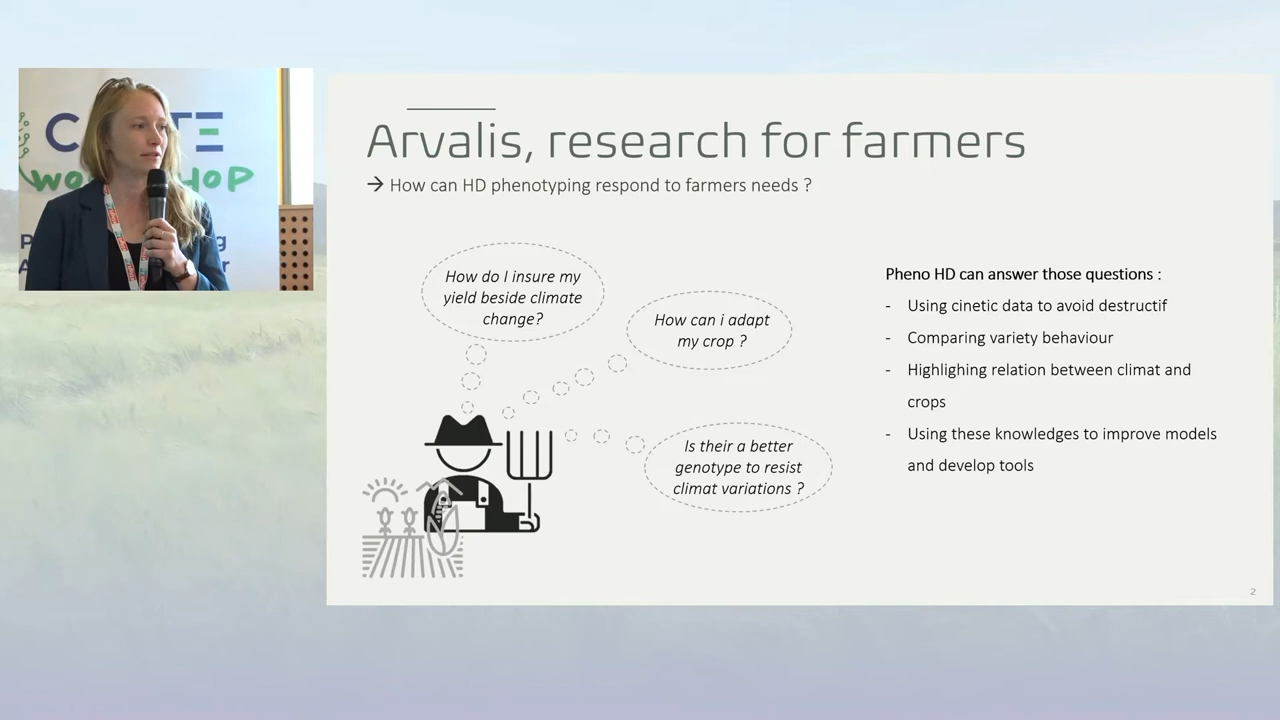 Arvalis, research for farmers
→ How can HD phenotyping respond to farmers needs ?
How do I insure my
yield beside climate
change?
How can i adapt
my crop ?
Is their a better
genotype to resist
climat variations ?
Pheno HD can answer those questions :
- Using cinetic data to avoid destructif
- Comparing variety behaviour
- Highlighing relation between climat and
crops
- Using these knowledges to improve models
and develop tools
2